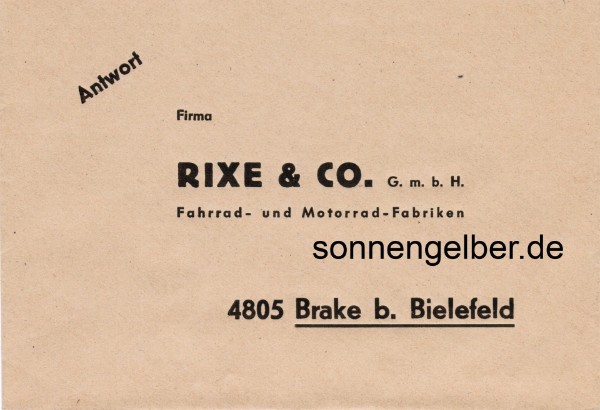 Antwort
Firma
RIXE & CO. G. m. b. H.
Fahrrad- und Motorrad-Fabriken
sonnengelber.de
4805 Brake b. Bielefeld